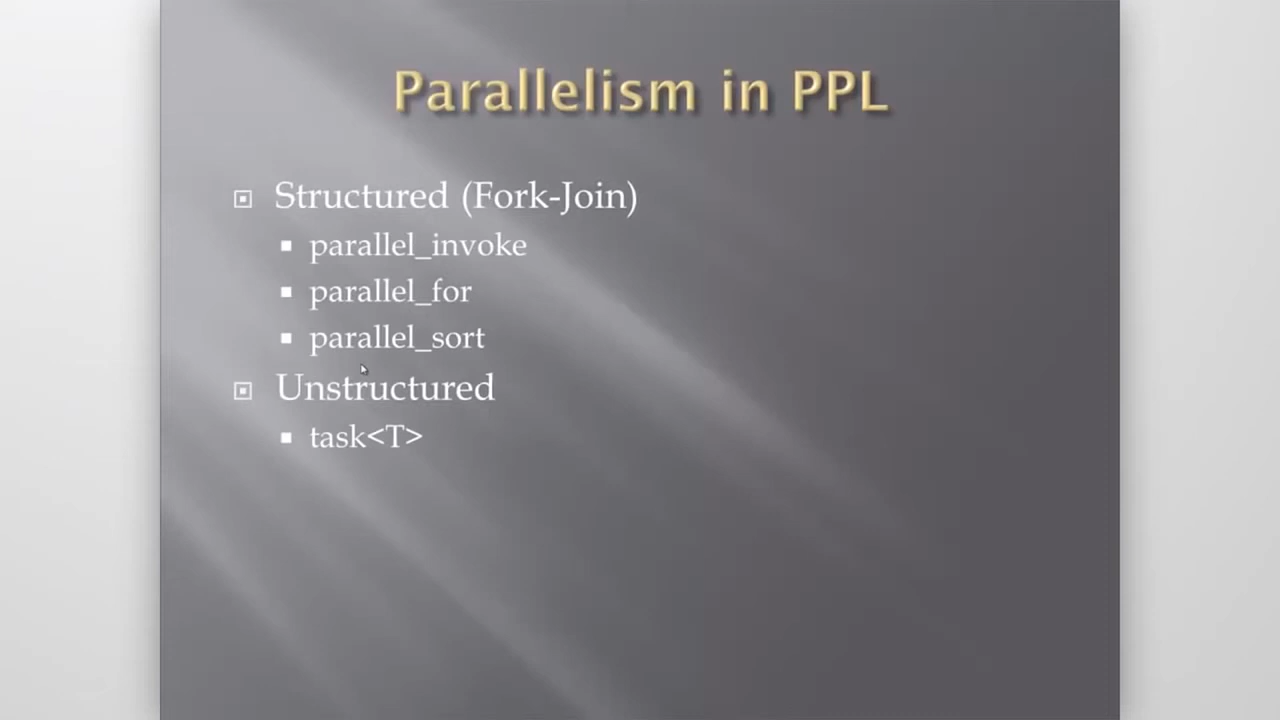 Parallelism in PPL
Structured (Fork-Join)
parallel_invoke
parallel_for
parallel_sort
Unstructured
task<T>